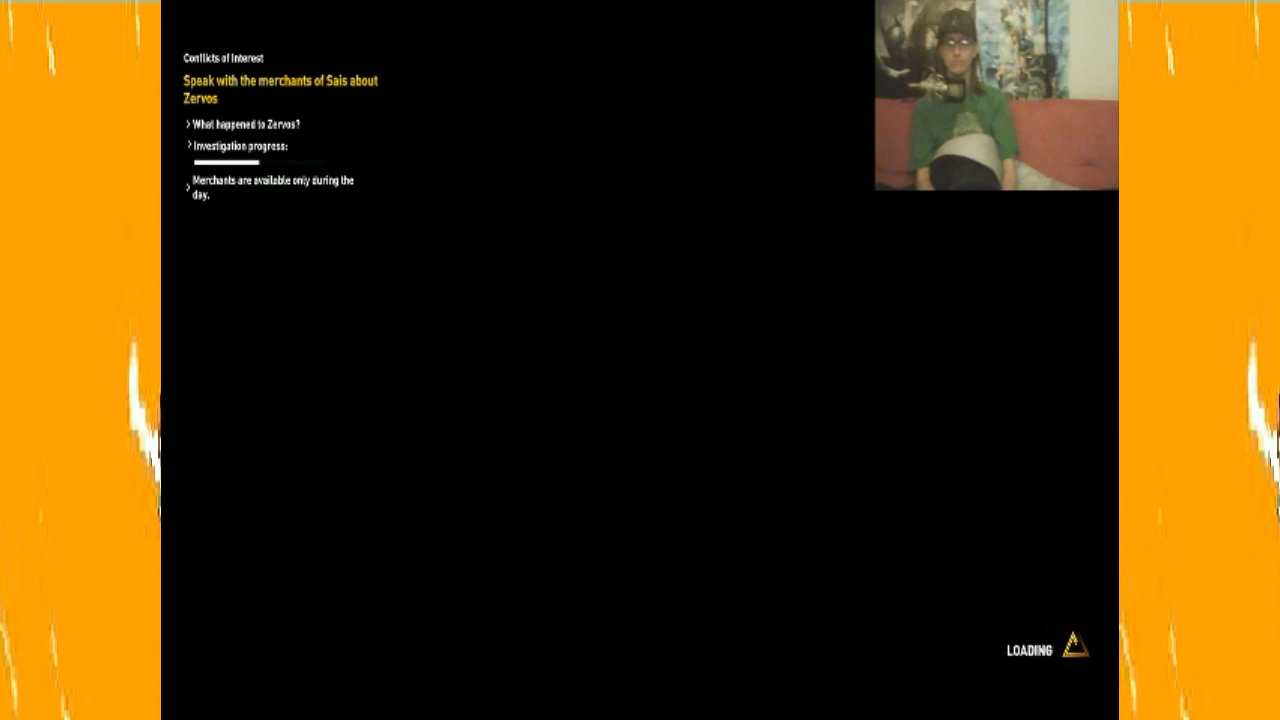 Conflicts of Interest
Speak with the merchants of Sais about
Zervos
> What happened to Zervos?
> Investigation progress:
> Merchants are available only during the
day.
LOADING